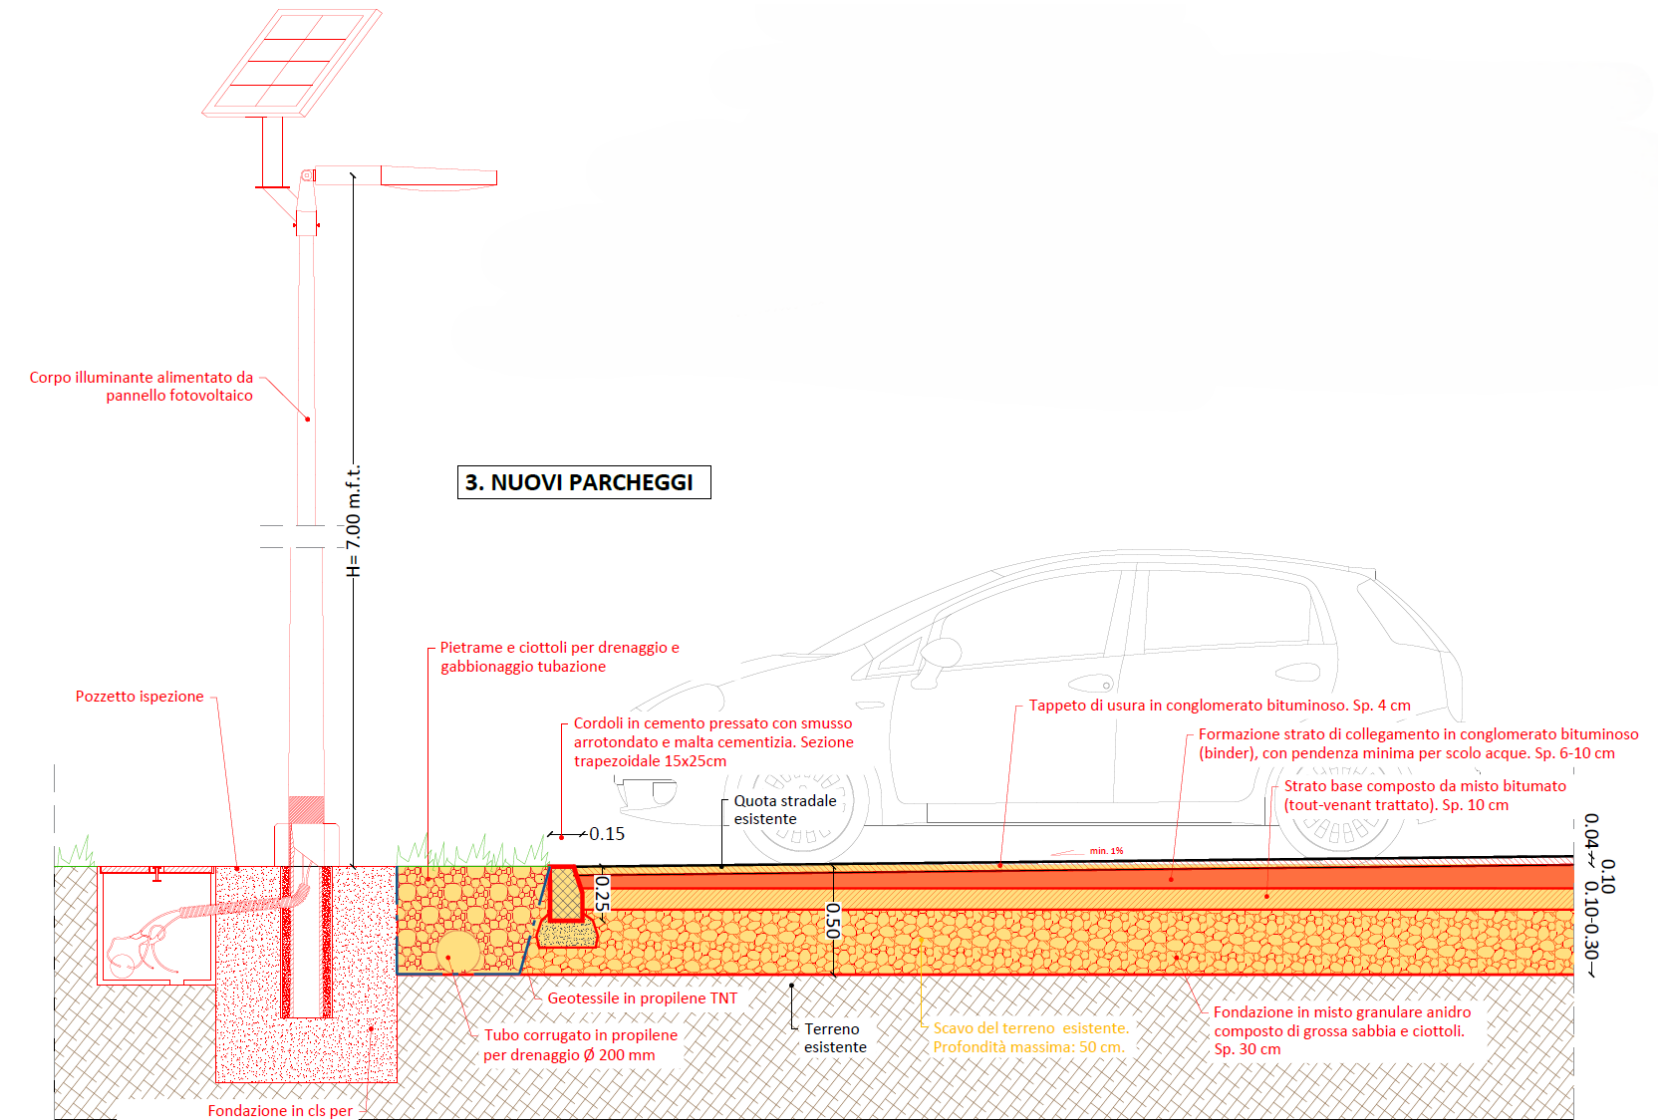 Corpo illuminante alimentato da
pannello fotovoltaico
H= 7.00 m.f.t.
3. NUOVI PARCHEGGI
Pietrame e ciottoli per drenaggio e
gabbionaggio tubazione
Pozzetto ispezione
Cordoli in cemento pressato con smusso
arrotondato e malta cementizia. Sezione
trapezoidale 15x25cm
Tappeto di usura in conglomerato bituminoso. Sp. 4 cm
Formazione strato di collegamento in conglomerato bituminoso
(binder), con pendenza minima per scolo acque. Sp. 6-10 cm
Strato base composto da misto bitumato
(tout-venant trattato). Sp. 10 cm
Quota stradale
esistente
0.15
min. 1%
0.25
0.50
0.04
0.10
0.10-0.30
Geotessile in propilene TNT
Tubo corrugato in propilene
per drenaggio Ø 200 mm
Terreno
esistente
Scavo del terreno esistente.
Profondità massima: 50 cm.
Fondazione in misto granulare anidro
composto di grossa sabbia e ciottoli.
Sp. 30 cm
Fondazione in cls per